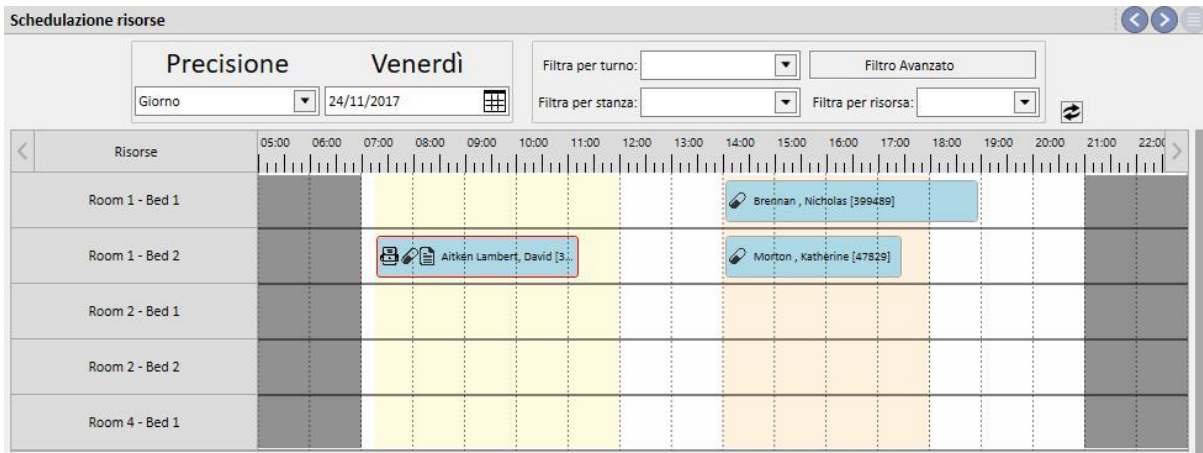 Schedulazione risorse
Precisione Venerdì
Filtra per turno: Filtro Avanzato
Giorno 24/11/2017
Filtra per stanza: Filtra per risorsa:
Risorse 05:00 06:00 07:00 08:00 09:00 10:00 11:00 12:00 13:00 14:00 15:00 16:00 17:00 18:00 19:00 20:00 21:00 22:00
Room 1 - Bed 1 Brennan , Nicholas [399489]
Room 1 - Bed 2 Aitken Lambert, David [3... Morton , Katherine [47829]
Room 2 - Bed 1
Room 2 - Bed 2
Room 4 - Bed 1